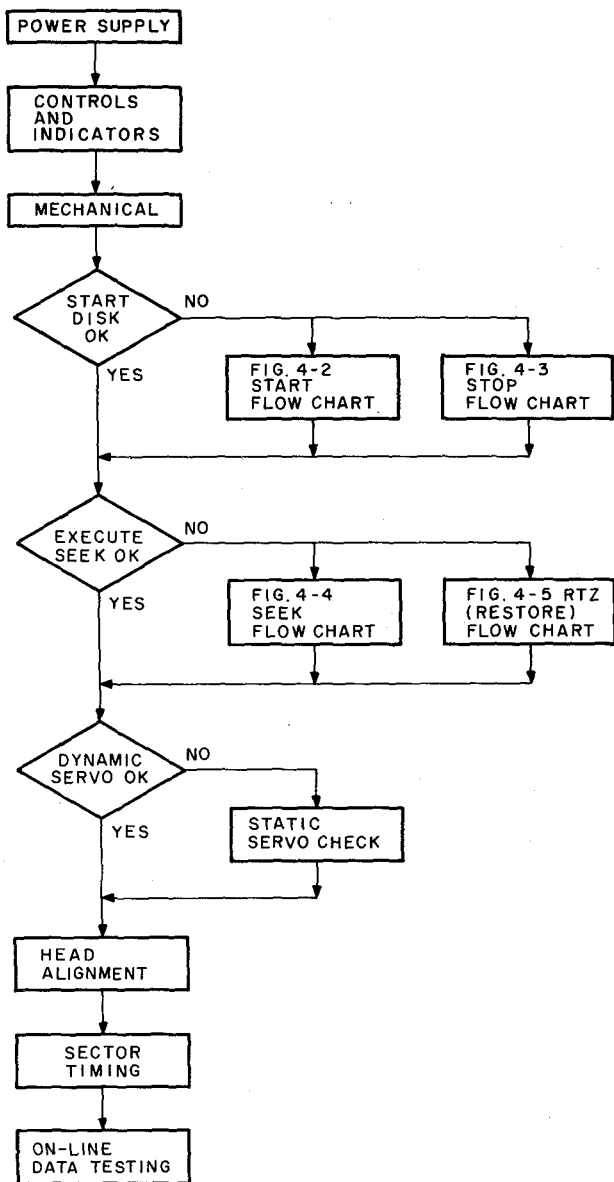 POWER SUPPLY
CONTROLS
AND
INDICATORS
MECHANICAL
START
DISK
OK
NO
YES
FIG. 4-2
START
FLOW CHART
FIG. 4-3
STOP
FLOW CHART
EXECUTE
SEEK OK
NO
YES
FIG. 4-4
SEEK
FLOW CHART
FIG. 4-5 RTZ
(RESTORE)
FLOW CHART
DYNAMIC
SERVO OK
NO
YES
STATIC
SERVO CHECK
HEAD
ALIGNMENT
SECTOR
TIMING
ON-LINE
DATA TESTING